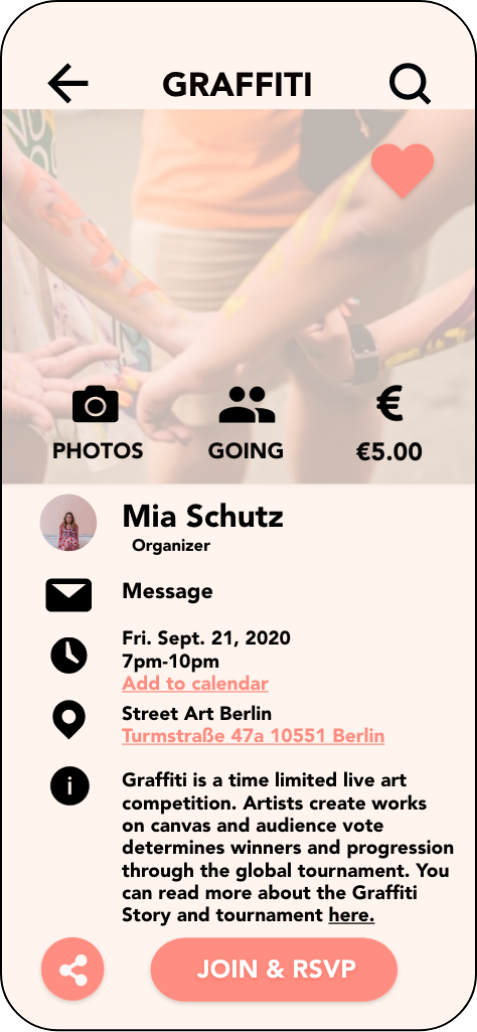 GRAFFITI
PHOTOS
GOING
€
€5.00
Mia Schutz
Organizer
Message
Fri. Sept. 21, 2020
7pm-10pm
Add to calendar
Street Art Berlin
Turmstraße 47a 10551 Berlin
Graffiti is a time limited live art
competition. Artists create works
on canvas and audience vote
determines winners and progression
through the global tournament. You
can read more about the Graffiti
Story and tournament here.
JOIN & RSVP